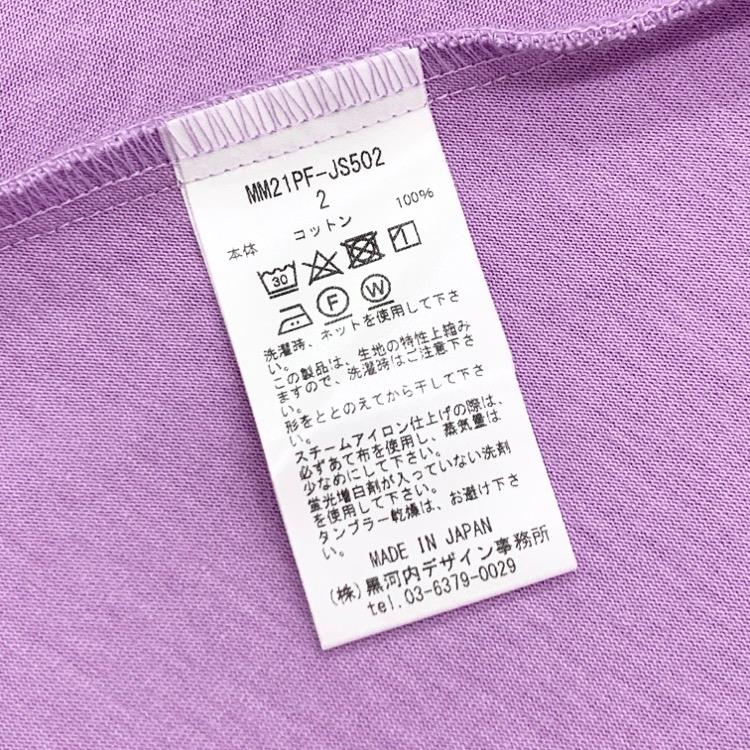 MM21PF-JS502
2
本体 コットン 100%
30
F W
洗濯時、ネットを使用して下さ
い。
この製品は、生地の特性上縮み
ますので、洗濯時はご注意下さ
い。
形をととのえてから干して下さ
い。
スチームアイロン仕上げの際は、
必ずあて布を使用し、蒸気量は
少なめにして下さい。
蛍光増白剤が入っていない洗剤
を使用して下さい。
タンブラー乾燥は、お避け下さ
い。
MADE IN JAPAN
(株)黒河内デザイン事務所
tel.03-6379-0029